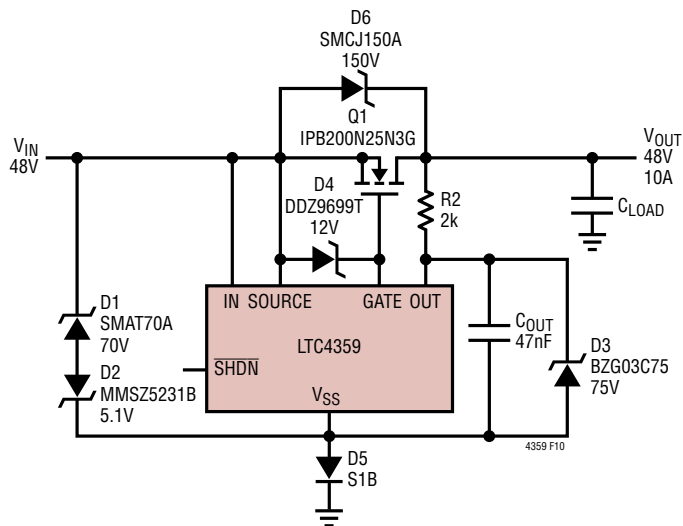 D6
SMCJ150A
150V
Q1
IPB200N25N3G
VIN
48V
VOUT
48V
10A
D4
DDZ9699T
12V
R2
2k
CLOAD
IN SOURCE GATE OUT
D1
SMAT70A
70V
LTC4359
COUT
47nF
D3
BZG03C75
75V
SHDN
D2
MMSZ5231B
5.1V
VSS
4359 F10
D5
S1B